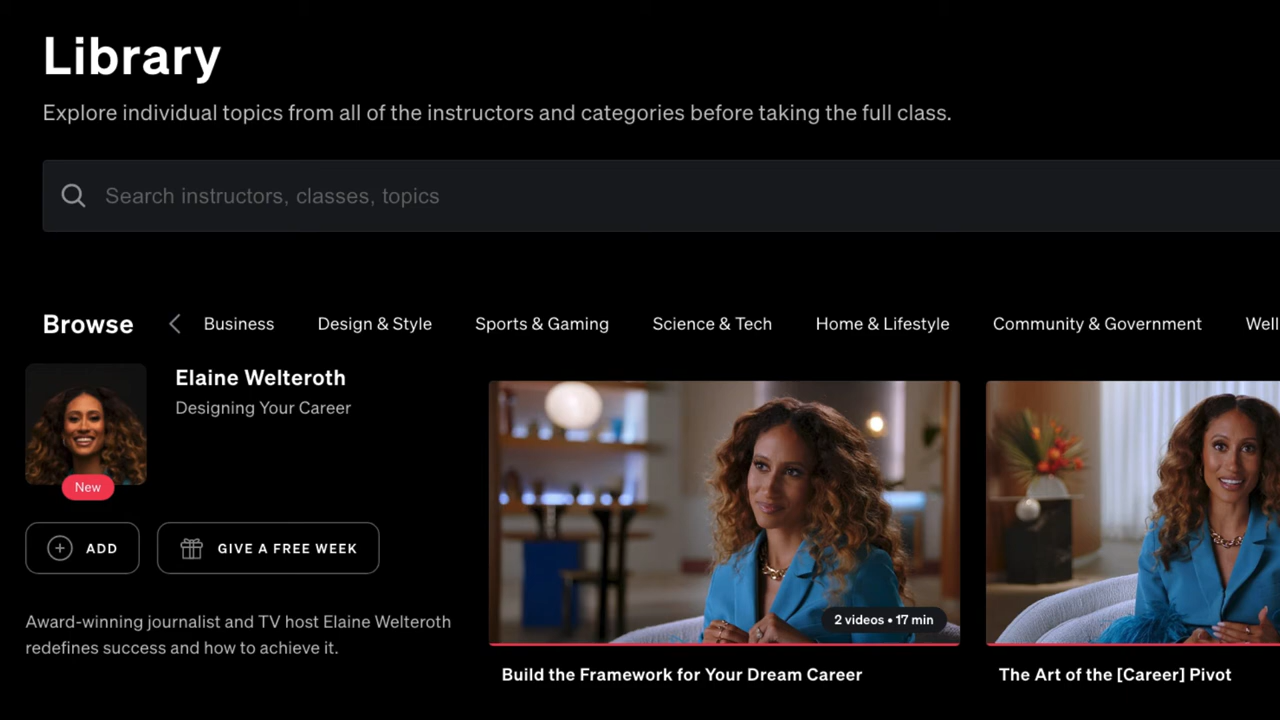 Library
Explore individual topics from all of the instructors and categories before taking the full class.
Search instructors, classes, topics
Browse
Business
Design & Style
Sports & Gaming
Science & Tech
Home & Lifestyle
Community & Government
Well
Elaine Welteroth
Designing Your Career
New
ADD
GIVE A FREE WEEK
Award-winning journalist and TV host Elaine Welteroth
redefines success and how to achieve it.
2 videos • 17 min
Build the Framework for Your Dream Career
The Art of the [Career] Pivot